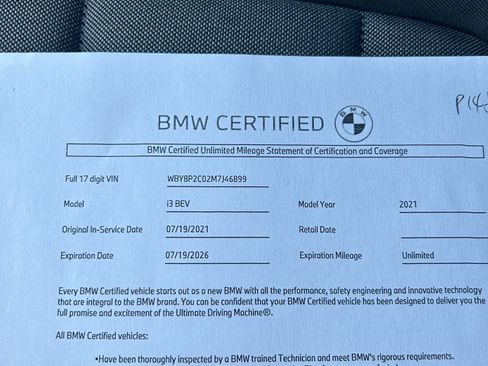 P14
BMW CERTIFIED
BMW
BMW Certified Unlimited Mileage Statement of Certification and Coverage
Full 17 digit VIN WBY8P2C02M7J46899
Model i3 BEV Model Year 2021
Original In-Service Date 07/19/2021 Retail Date
Expiration Date 07/19/2026 Expiration Mileage Unlimited
Every BMW Certified vehicle starts out as a new BMW with all the performance, safety engineering and innovative technology
that are integral to the BMW brand. You can be confident that your BMW Certified vehicle has been designed to deliver you the
full promise and excitement of the Ultimate Driving Machine®.
All BMW Certified vehicles:
•Have been thoroughly inspected by a BMW trained Technician and meet BMW's rigorous requirements.